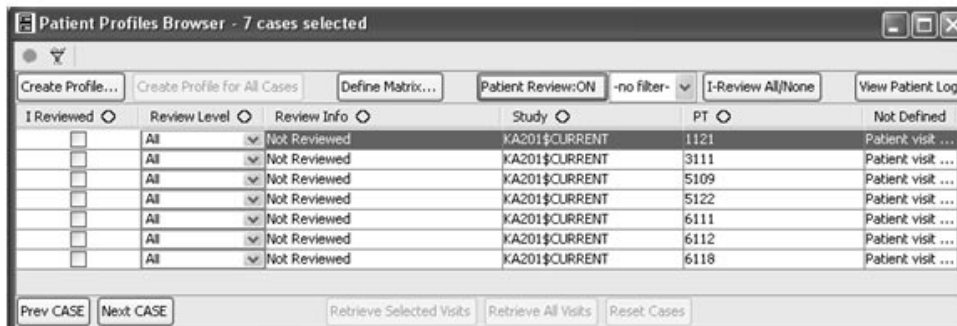 Patient Profiles Browser - 7 cases selected
Create Profile... Create Profile for All Cases Define Matrix... Patient Review:ON -no filter- I-Review All/None View Patient Log
I Reviewed Review Level Review Info Study PT Not Defined
All Not Reviewed KA201$CURRENT 1121 Patient visit ...
All Not Reviewed KA201$CURRENT 3111 Patient visit ...
All Not Reviewed KA201$CURRENT 5109 Patient visit ...
All Not Reviewed KA201$CURRENT 5122 Patient visit ...
All Not Reviewed KA201$CURRENT 6111 Patient visit ...
All Not Reviewed KA201$CURRENT 6112 Patient visit ...
All Not Reviewed KA201$CURRENT 6118 Patient visit ...
Prev CASE Next CASE Retrieve Selected Visits Retrieve All Visits Reset Cases